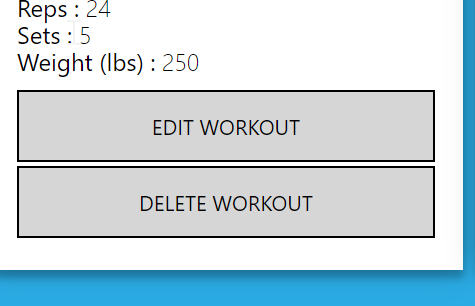 Reps : 24
Sets : 5
Weight (lbs) : 250
EDIT WORKOUT
DELETE WORKOUT